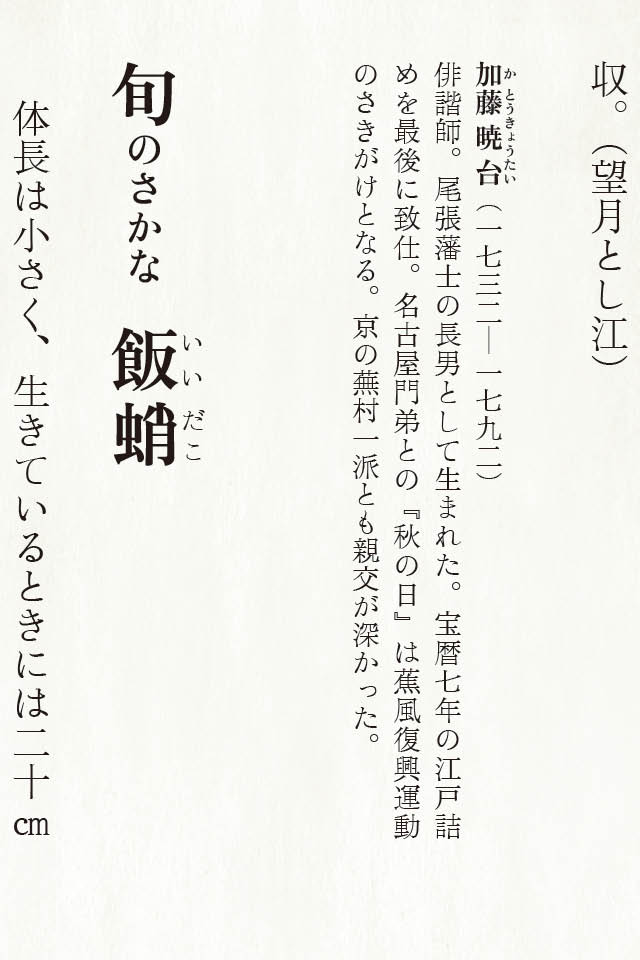 収。（望月とし江）
加藤暁台（一七三二―一七九二）
かとうきょうたい
俳諧師。尾張藩士の長男として生まれた。宝暦七年の江戸詰
めを最後に致仕。名古屋門弟との『秋の日』は蕉風復興運動
のさきがけとなる。京の蕪村一派とも親交が深かった。
旬のさかな　飯蛸
いいだこ
体長は小さく、生きているときには二十㎝